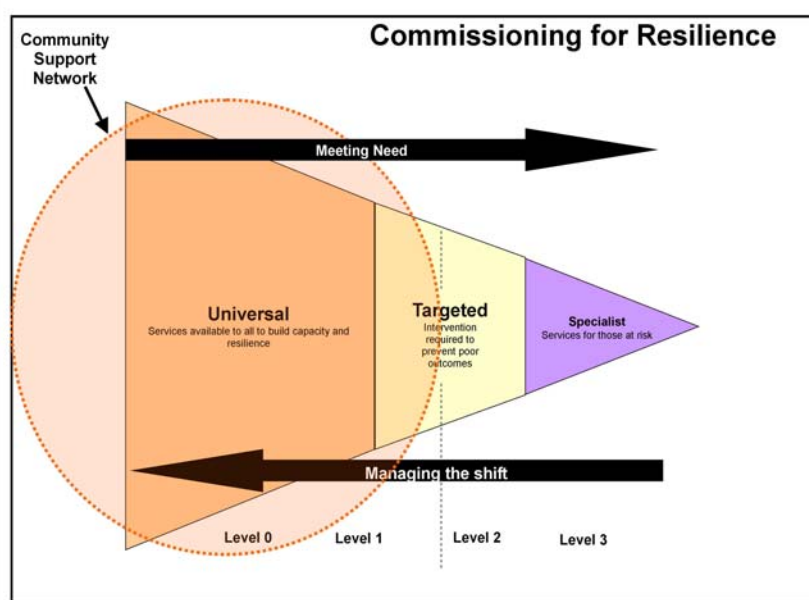 Commissioning for Resilience
Community
Support
Network
Meeting Need
Universal
Services available to all to build capacity and
resilience
Targeted
Intervention
required to
prevent poor
outcomes
Specialist
Services for those at risk
Managing the shift
Level 0
Level 1
Level 2
Level 3